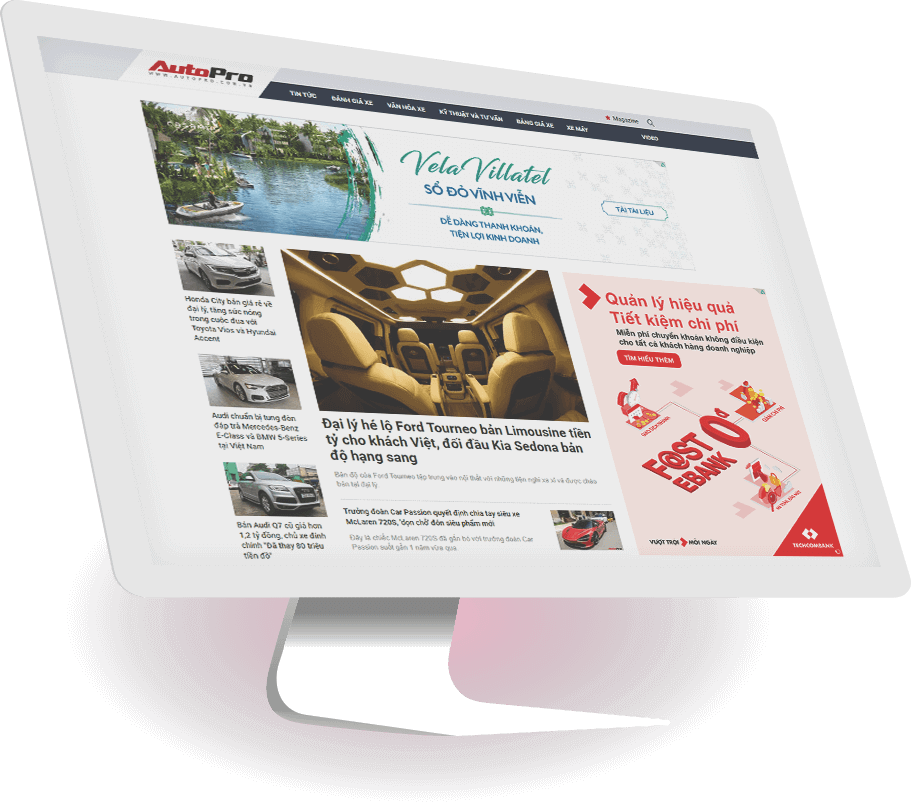 AutoPro
WWW.AUTOPRO.COM.VN
TIN TỨC
ĐÁNH GIÁ XE
VĂN HÓA XE
KỸ THUẬT VÀ TƯ VẤN
BẢNG GIÁ XE
XE MÁY
Magazine
VIDEO
Vela Villatel
SỔ ĐỎ VĨNH VIỄN
DỄ DÀNG THANH KHOẢN,
TIỆN LỢI KINH DOANH
TẢI TÀI LIỆU
Honda City bán giá rẻ về
đại lý, tăng sức nóng
trong cuộc đua với
Toyota Vios và Hyundai
Accent
Audi chuẩn bị tung đòn
đáp trả Mercedes-Benz
E-Class và BMW 5-Series
tại Việt Nam
Bán Audi Q7 cũ giá hơn
1,2 tỷ đồng, chủ xe đính
chính "Đã thay 80 triệu
tiền đồ"
Đại lý hé lộ Ford Tourneo bản Limousine tiền
tỷ cho khách Việt, đối đầu Kia Sedona bản
độ hạng sang
Bản độ của Ford Tourneo tập trung vào nội thất với những tiện nghi xa xỉ và được chào
bán tại đại lý
Trưởng đoàn Car Passion quyết định chia tay siêu xe
McLaren 720S, 'dọn chỗ' đón siêu phẩm mới
Đây là chiếc McLaren 720S đã gắn bó với trưởng đoàn Car
Passion suốt gần 1 năm vừa qua.
Quản lý hiệu quả
Tiết kiệm chi phí
Miễn phí chuyển khoản không điều kiện
cho tất cả khách hàng doanh nghiệp
TÌM HIỂU THÊM
F@ST
EBANK
0đ
VƯỢT TRỘI
MỖI NGÀY
TECHCOMBANK